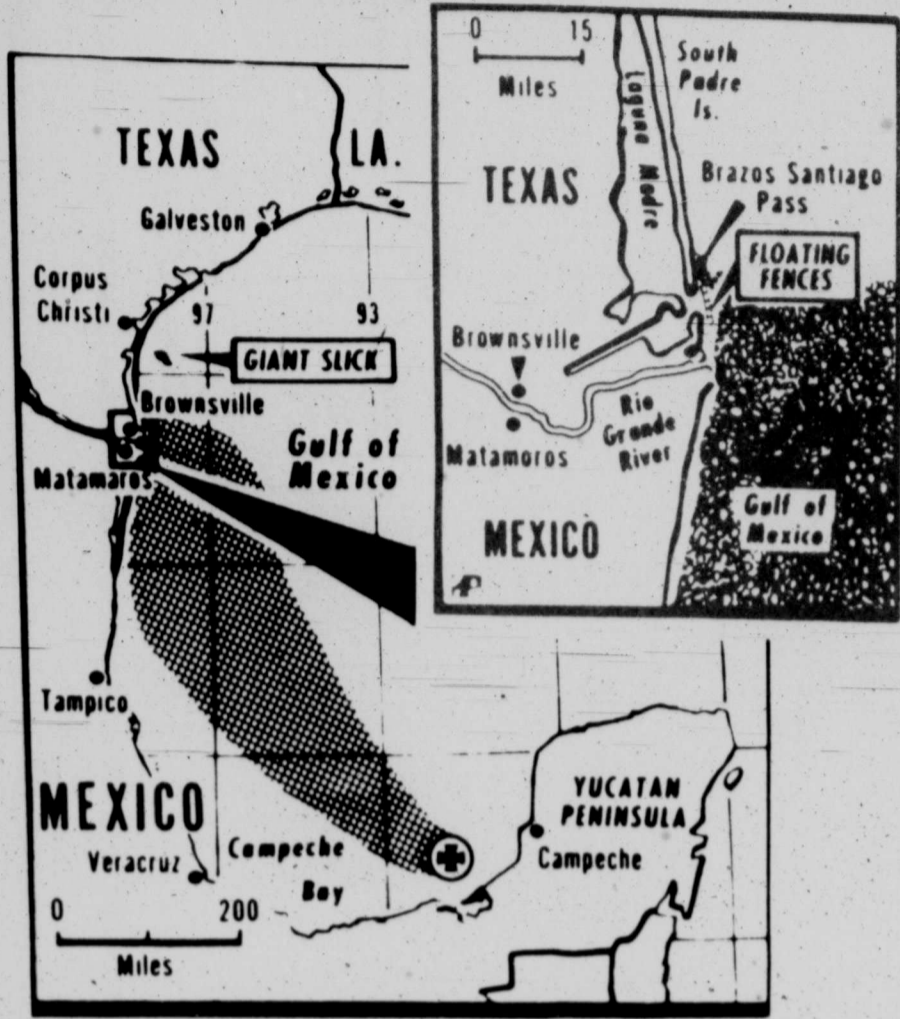 TEXAS
LA.
Galveston
Corpus
Christi
97
93
GIANT SLICK
Brownsville
Gulf of
Mexico
Matamaros
Tampico
MEXICO
Veracruz
Campeche
Bay
YUCATAN
PENINSULA
Campeche
0 200
Miles
0 15
Miles
South
Padre
Is.
Laguna Madre
TEXAS
Brazos Santiago
Pass
FLOATING
FENCES
Brownsville
Matamoros
Rio
Grande
River
Gulf of
Mexico
MEXICO
AP